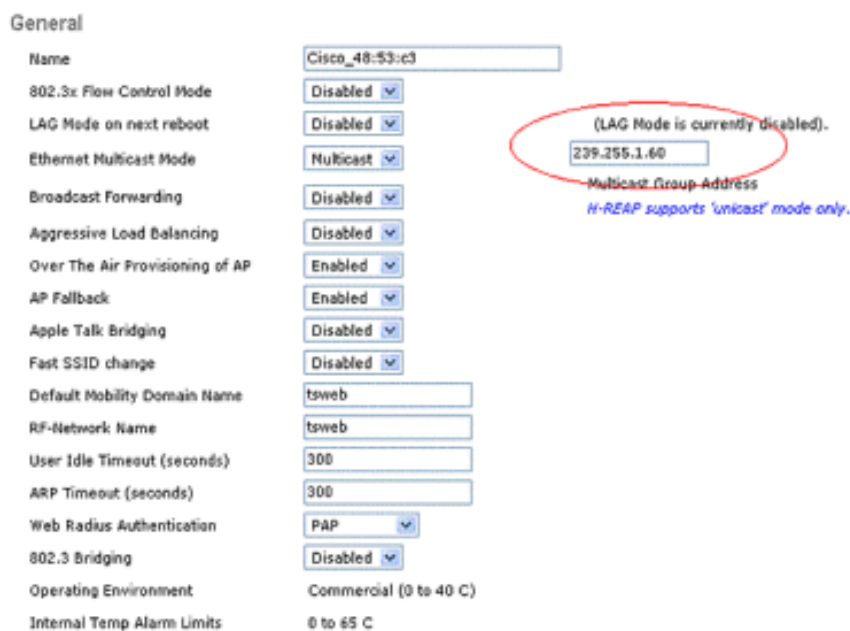 General
Name Cisco_48:53:c3
802.3x Flow Control Mode Disabled
LAG Mode on next reboot Disabled (LAG Mode is currently disabled).
Ethernet Multicast Mode Multicast 239.255.1.60
Multicast Group Address
Broadcast Forwarding Disabled
H-REAP supports 'unicast' mode only.
Aggressive Load Balancing Disabled
Over The Air Provisioning of AP Enabled
AP Fallback Enabled
Apple Talk Bridging Disabled
Fast SSID change Disabled
Default Mobility Domain Name tsweb
RF-Network Name tsweb
User Idle Timeout (seconds) 300
ARP Timeout (seconds) 300
Web Radius Authentication PAP
802.3 Bridging Disabled
Operating Environment Commercial (0 to 40 C)
Internal Temp Alarm Limits 0 to 65 C